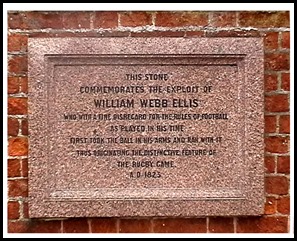 THIS STONE
COMMEMORATES THE EXPLOIT OF
WILLIAM WEBB ELLIS
WHO WITH A FINE DISREGARD FOR THE RULES OF FOOTBALL
AS PLAYED IN HIS TIME
FIRST TOOK THE BALL IN HIS ARMS AND RAN WITH IT
THUS ORIGINATING THE DISTINCTIVE FEATURE OF
THE RUGBY GAME
A.D. 1823